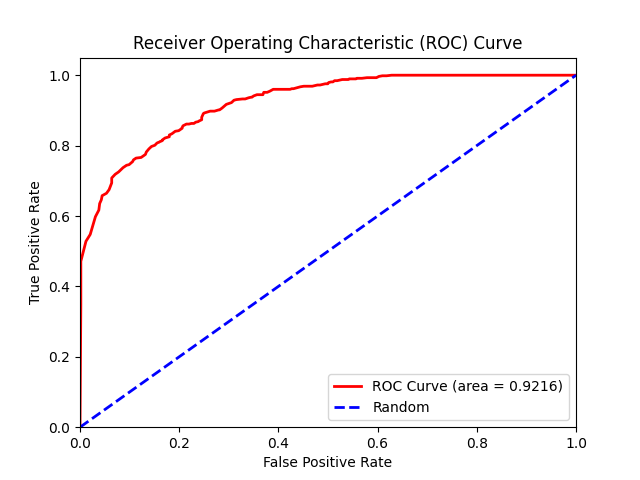 Receiver Operating Characteristic (ROC) Curve
True Positive Rate
1.0
0.8
0.6
0.4
0.2
0.0
0.0 0.2 0.4 0.6 0.8 1.0
False Positive Rate
ROC Curve (area = 0.9216)
Random